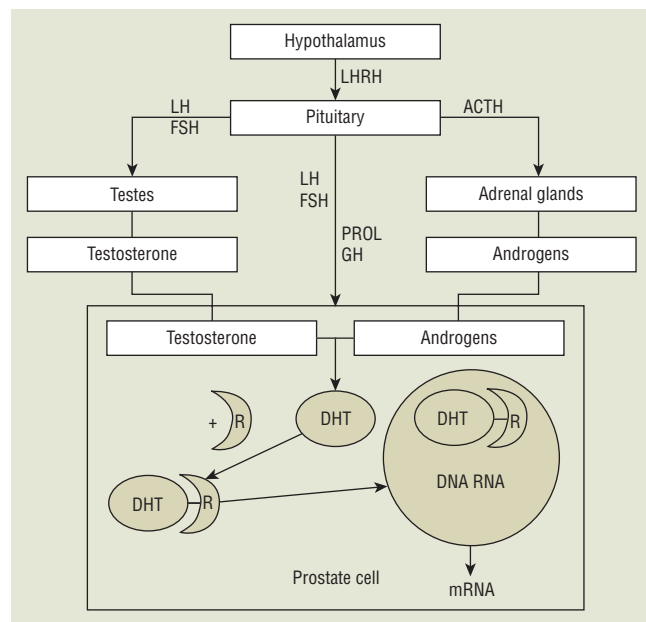 Hypothalamus
LHRH
Pituitary
LH
FSH
ACTH
LH
FSH
PROL
GH
Testes
Adrenal glands
Testosterone
Androgens
Testosterone
Androgens
+ R
DHT
DHT R
DNA RNA
DHT R
Prostate cell
mRNA